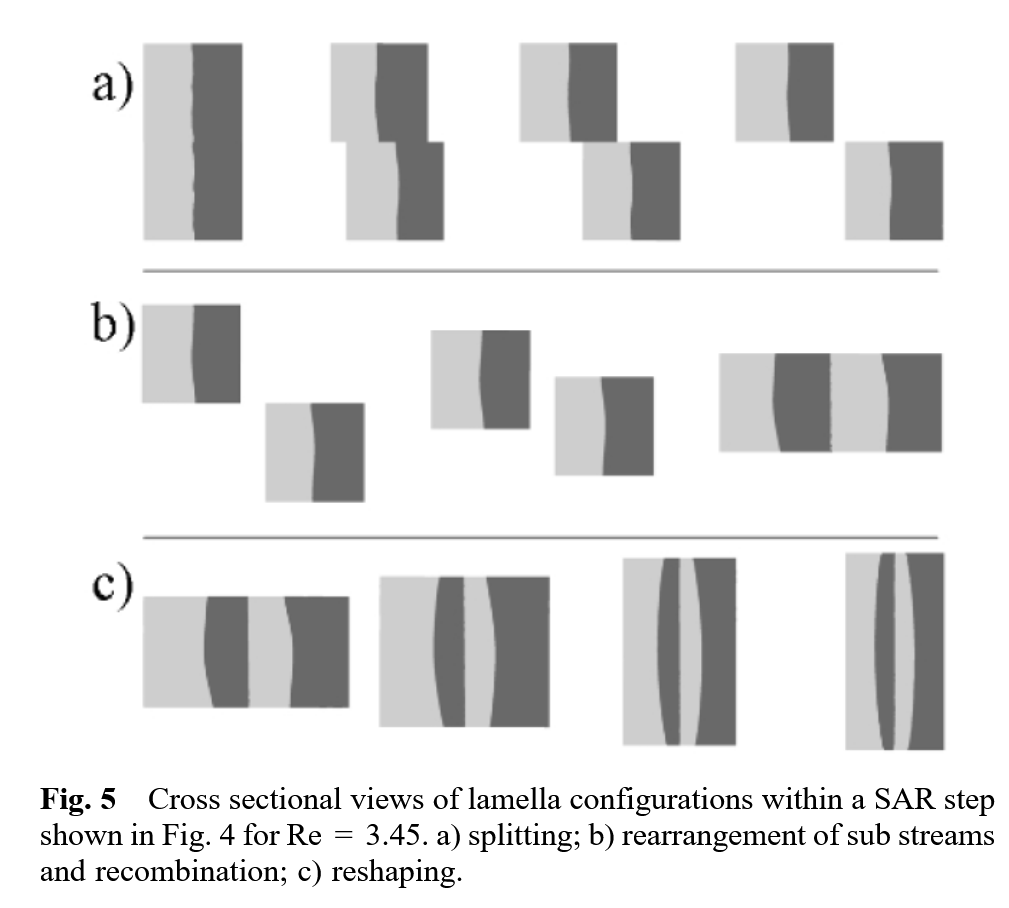 a)
b)
c)
Fig. 5 Cross sectional views of lamella configurations within a SAR step
shown in Fig. 4 for Re = 3.45. a) splitting; b) rearrangement of sub streams
and recombination; c) reshaping.